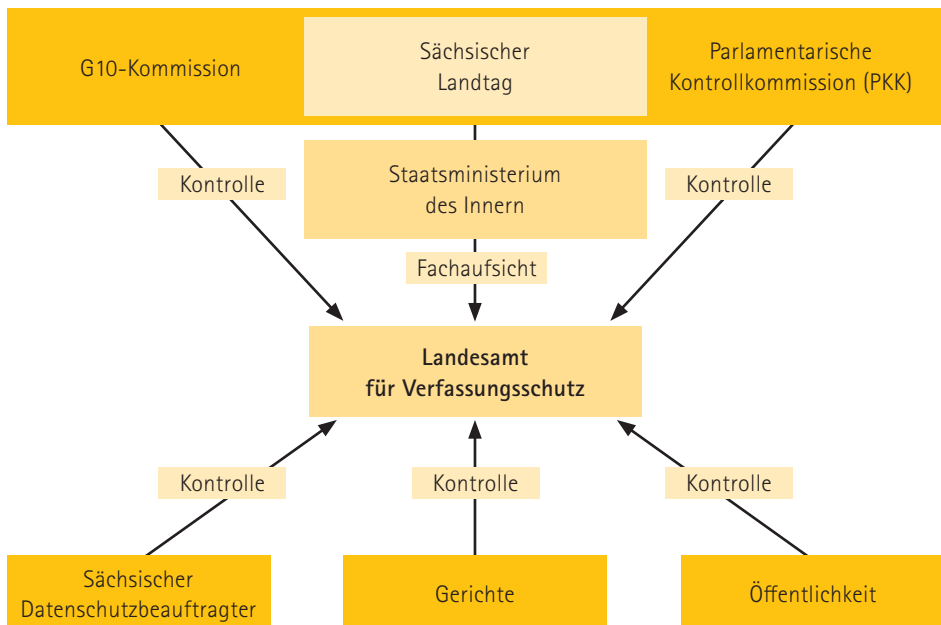 G10-Kommission
Sächsischer
Landtag
Parlamentarische
Kontrollkommission (PKK)
Kontrolle
Staatsministerium
des Innern
Kontrolle
Fachaufsicht
Landesamt
für Verfassungsschutz
Kontrolle
Kontrolle
Kontrolle
Sächsischer
Datenschutzbeauftragter
Gerichte
Öffentlichkeit